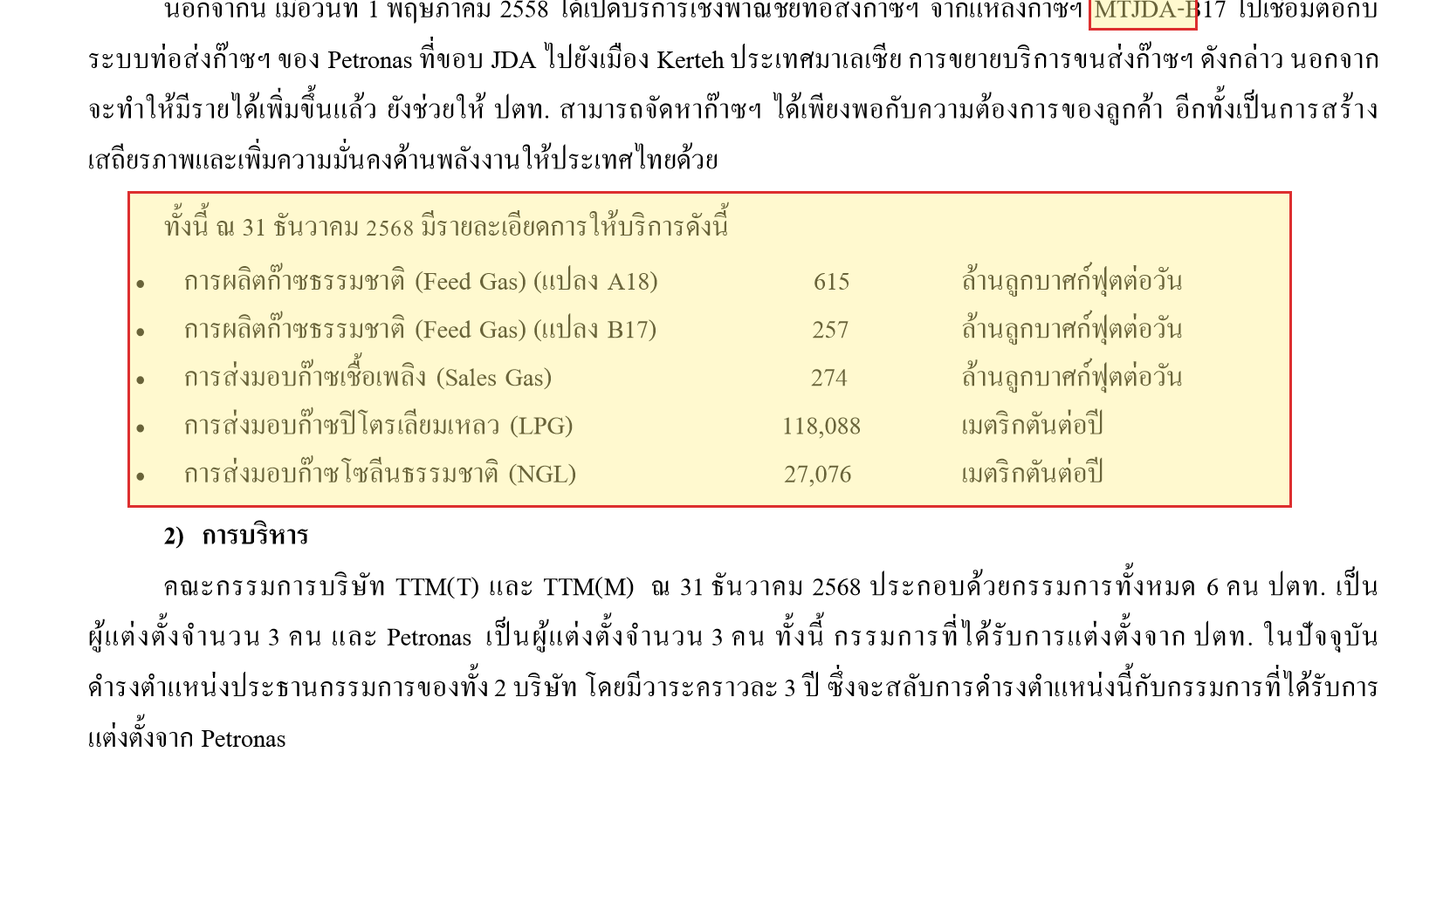 นอกจากนี้ เมื่อวันที่ 1 พฤษภาคม 2558 ได้เปิดบริการเชิงพาณิชย์ท่อส่งก๊าซฯ จากแหล่งก๊าซฯ MTJDA-B17 ไปเชื่อมต่อกับ
ระบบท่อส่งก๊าซฯ ของ Petronas ที่ขอบ JDA ไปยังเมือง Kerteh ประเทศมาเลเซีย การขยายบริการขนส่งก๊าซฯ ดังกล่าว นอกจาก
จะทำให้มีรายได้เพิ่มขึ้นแล้ว ยังช่วยให้ ปตท. สามารถจัดหาก๊าซฯ ได้เพียงพอกับความต้องการของลูกค้า อีกทั้งเป็นการสร้าง
เสถียรภาพและเพิ่มความมั่นคงด้านพลังงานให้ประเทศไทยด้วย
ทั้งนี้ ณ 31 ธันวาคม 2568 มีรายละเอียดการให้บริการดังนี้
• การผลิตก๊าซธรรมชาติ (Feed Gas) (แปลง A18) 615 ล้านลูกบาศก์ฟุตต่อวัน
• การผลิตก๊าซธรรมชาติ (Feed Gas) (แปลง B17) 257 ล้านลูกบาศก์ฟุตต่อวัน
• การส่งมอบก๊าซเชื้อเพลิง (Sales Gas) 274 ล้านลูกบาศก์ฟุตต่อวัน
• การส่งมอบก๊าซปิโตรเลียมเหลว (LPG) 118,088 เมตริกตันต่อปี
• การส่งมอบก๊าซโซลีนธรรมชาติ (NGL) 27,076 เมตริกตันต่อปี
2) การบริหาร
คณะกรรมการบริษัท TTM(T) และ TTM(M) ณ 31 ธันวาคม 2568 ประกอบด้วยกรรมการทั้งหมด 6 คน ปตท. เป็น
ผู้แต่งตั้งจำนวน 3 คน และ Petronas เป็นผู้แต่งตั้งจำนวน 3 คน ทั้งนี้ กรรมการที่ได้รับการแต่งตั้งจาก ปตท. ในปัจจุบัน
ดำรงตำแหน่งประธานกรรมการของทั้ง 2 บริษัท โดยมีวาระคราวละ 3 ปี ซึ่งจะสลับการดำรงตำแหน่งนี้กับกรรมการที่ได้รับการ
แต่งตั้งจาก Petronas